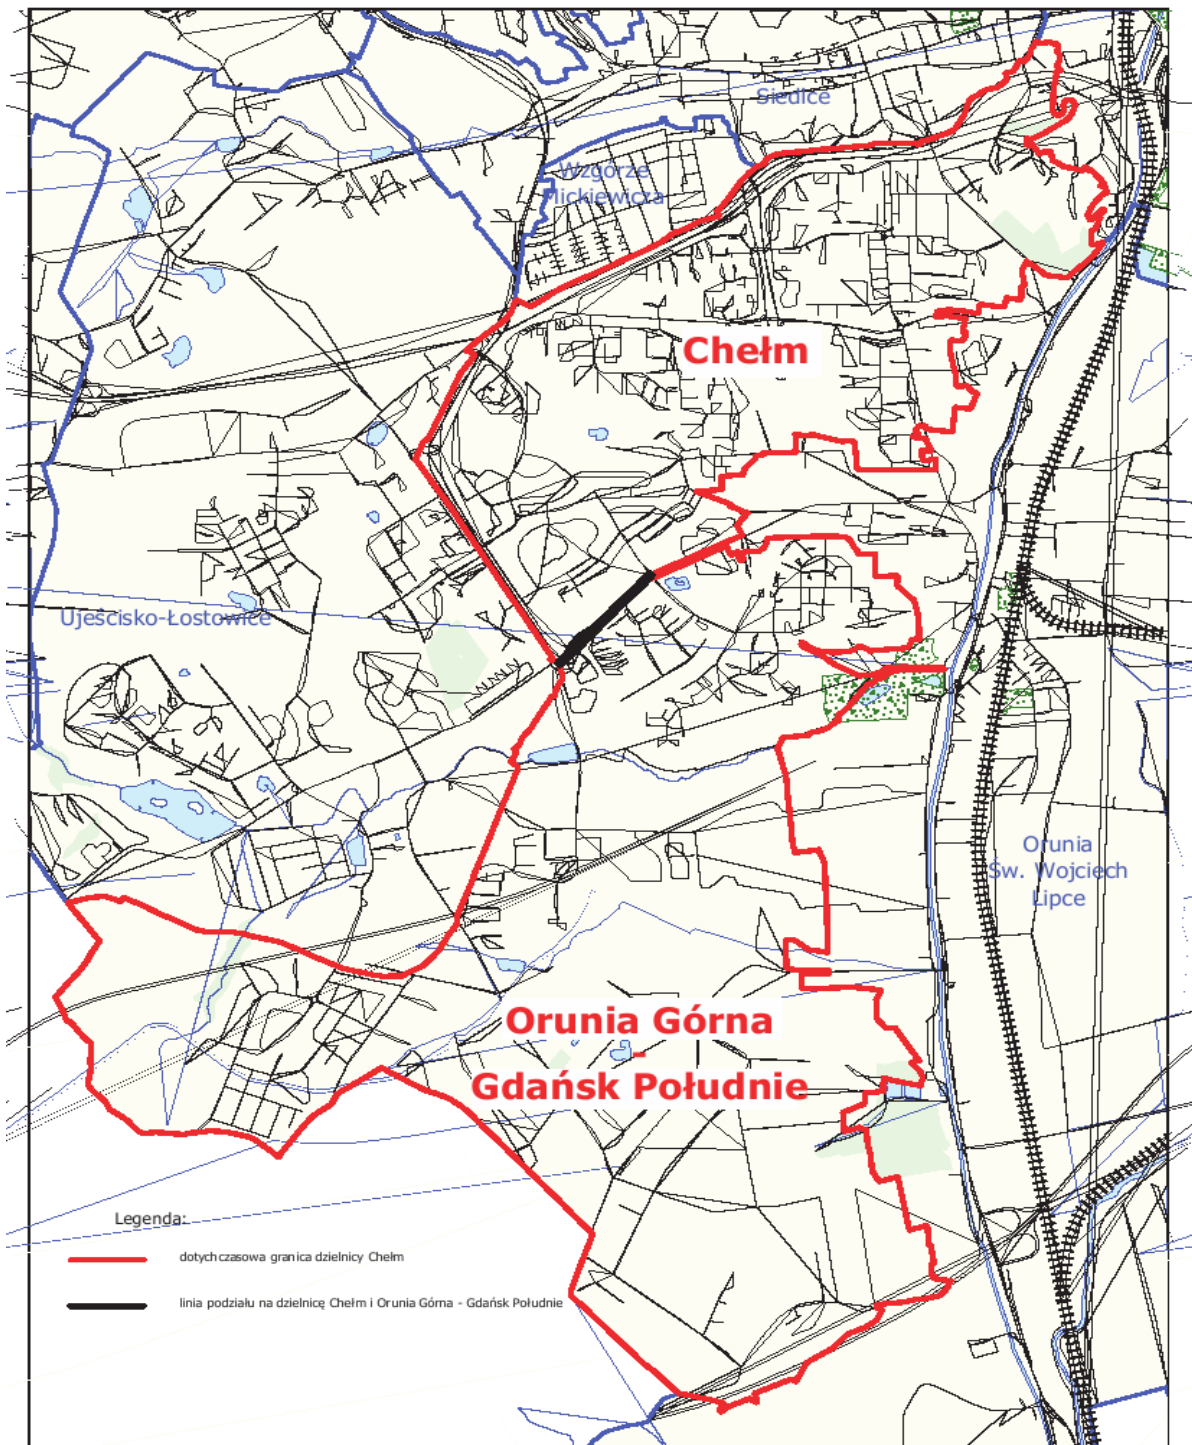 Siedlce
Wzgórze
Mickiewicza
Chełm
Ujeścisko-Łostowice
Orunia
Św. Wojciech
Lipce
Orunia Górna
-
Gdańsk Południe
Legenda:
dotychczasowa granica dzielnicy Chełm
linia podziału na dzielnicę Chełm i Orunia Górna - Gdańsk Południe